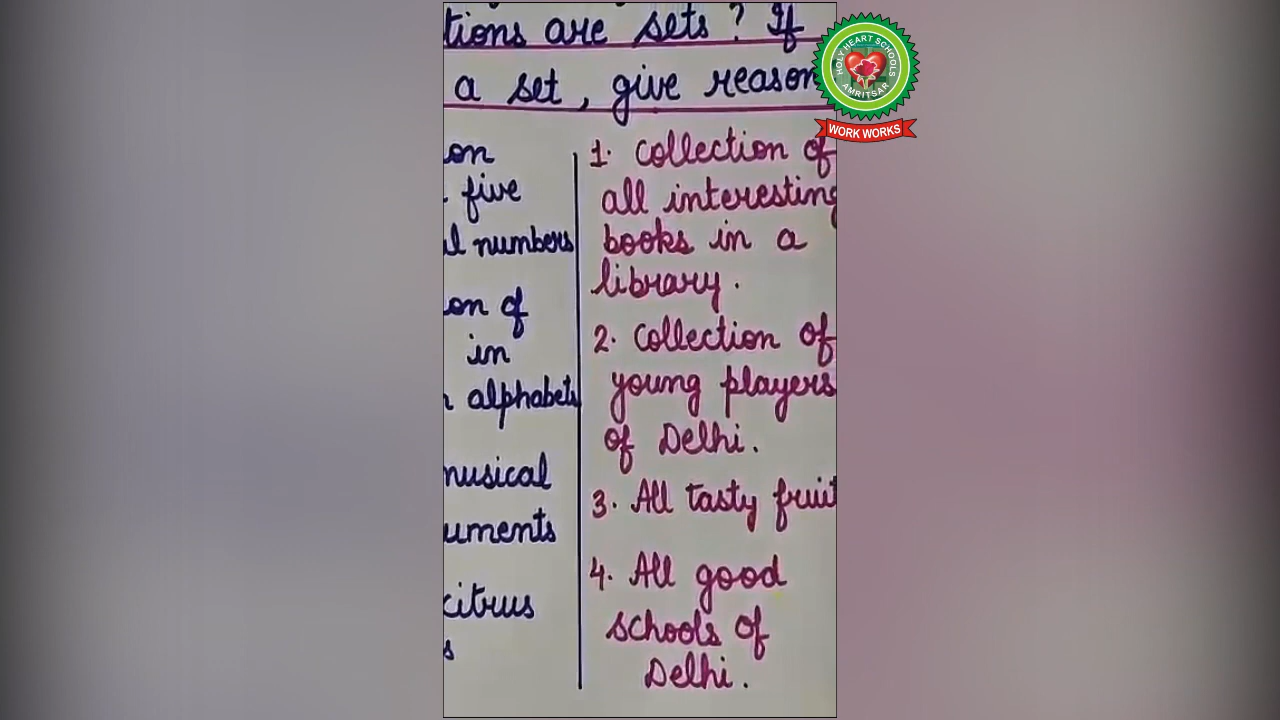 tions are sets ? If
a set, give reason
on
five
numbers
on of
in
alphabets
musical
uments
citrus
s
1. Collection of
all interesting
books in a
library.
2. Collection of
young players
of Delhi.
3. All tasty fruit
4. All good
schools of
Delhi.
HOLY HEART SCHOOLS
AMRITSAR
WORK WORKS